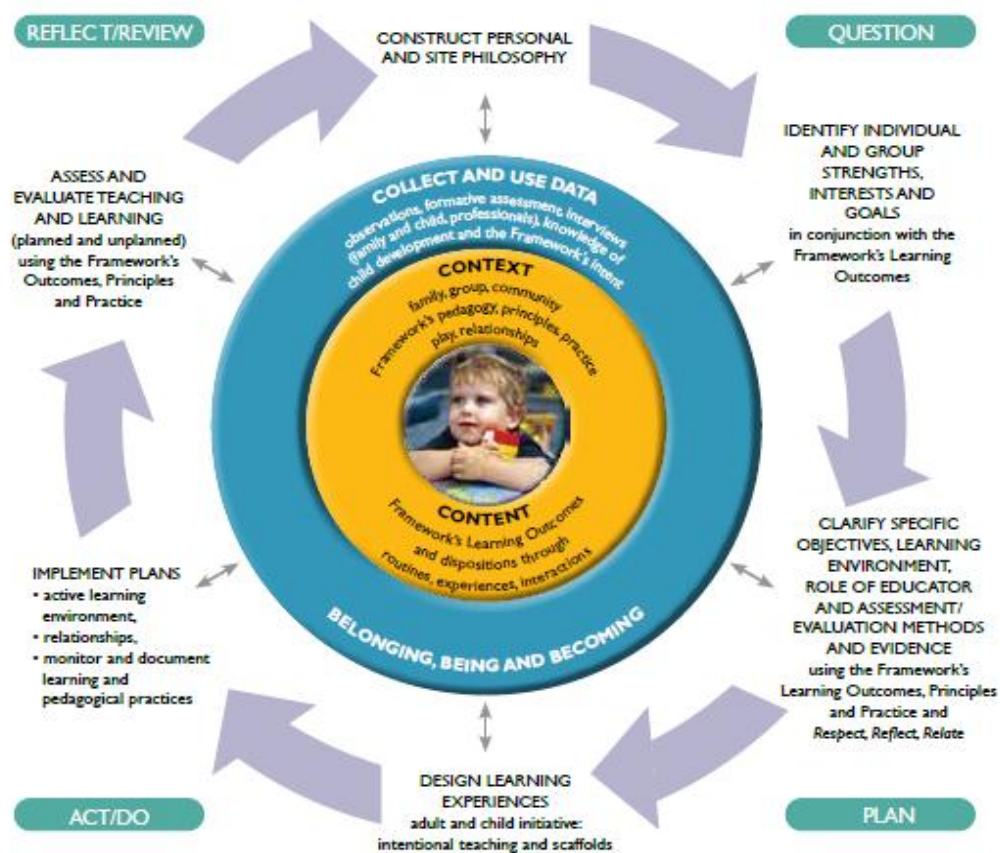 REFLECT/REVIEW
QUESTION
CONSTRUCT PERSONAL
AND SITE PHILOSOPHY
IDENTIFY INDIVIDUAL
AND GROUP
STRENGTHS,
INTERESTS AND
GOALS
in conjunction with the
Framework's Learning
Outcomes
CLARIFY SPECIFIC
OBJECTIVES, LEARNING
ENVIRONMENT,
ROLE OF EDUCATOR
AND ASSESSMENT/
EVALUATION METHODS
AND EVIDENCE
using the Framework's
Learning Outcomes, Principles
and Practice and
Respect, Reflect, Relate
PLAN
DESIGN LEARNING
EXPERIENCES
adult and child initiative:
intentional teaching and scaffolds
ACT/DO
IMPLEMENT PLANS
• active learning
environment,
• relationships,
• monitor and document
learning and
pedagogical practices
ASSESS AND
EVALUATE TEACHING
AND LEARNING
(planned and unplanned)
using the Framework's
Outcomes, Principles
and Practice
COLLECT AND USE DATA
observations, formative assessment, interviews
(family and child, professionals), knowledge of
child development and the Framework's intent
CONTEXT
family, group, community
Framework's pedagogy, principles, practice
play, relationships
CONTENT
Framework's Learning Outcomes
and dispositions through
routines, experiences, interactions
BELONGING, BEING AND BECOMING